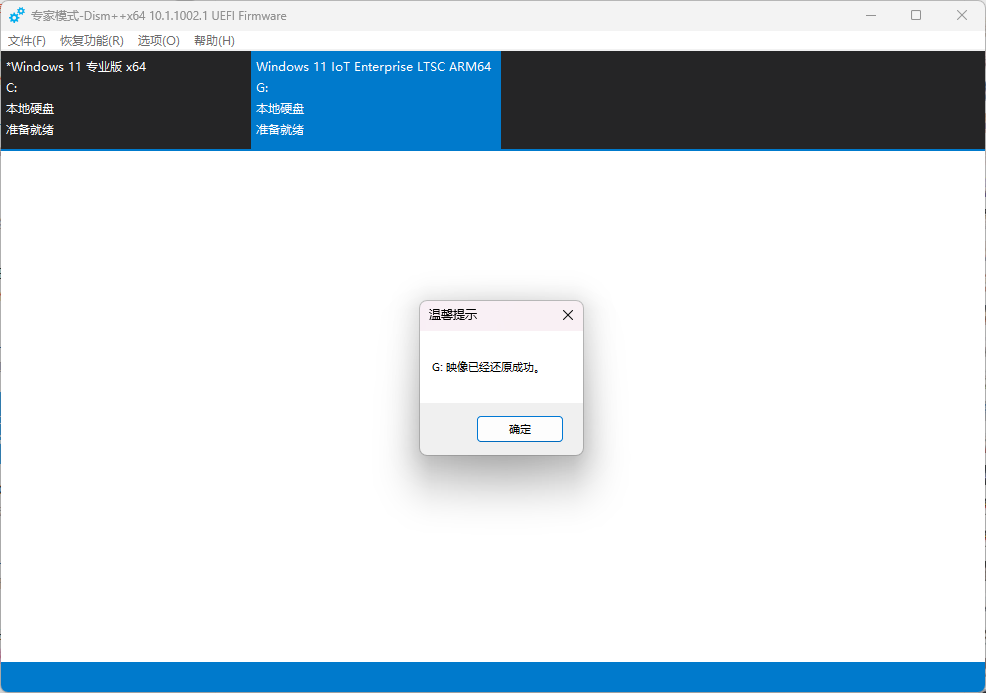 专家模式-Dism++x64 10.1.1002.1 UEFI Firmware
文件(F) 恢复功能(R) 选项(O) 帮助(H)
*Windows 11 专业版 x64
C:
本地硬盘
准备就绪
Windows 11 IoT Enterprise LTSC ARM64
G:
本地硬盘
准备就绪
温馨提示
G: 映像已经还原成功。
确定